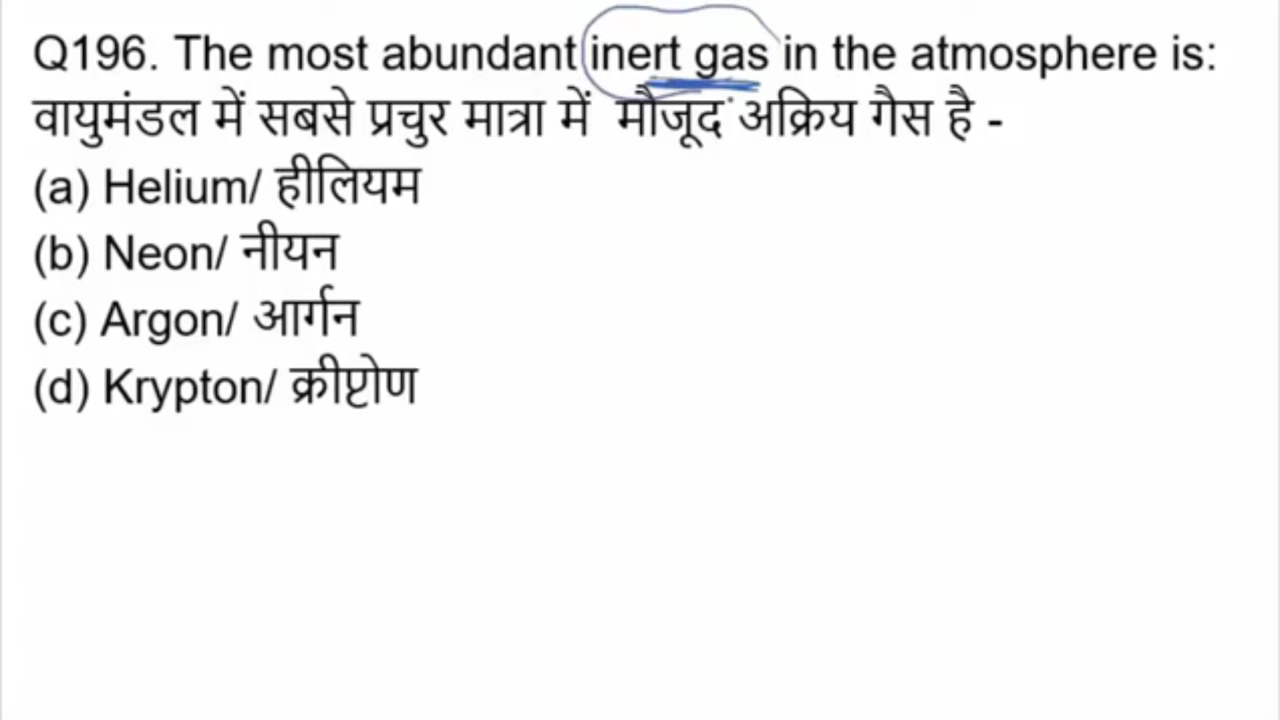 Q196. The most abundant inert gas in the atmosphere is:
वायुमंडल में सबसे प्रचुर मात्रा में मौजूद अक्रिय गैस है -
(a) Helium/ हीलियम
(b) Neon/ नीयन
(c) Argon/ आर्गन
(d) Krypton/ क्रीप्टोण